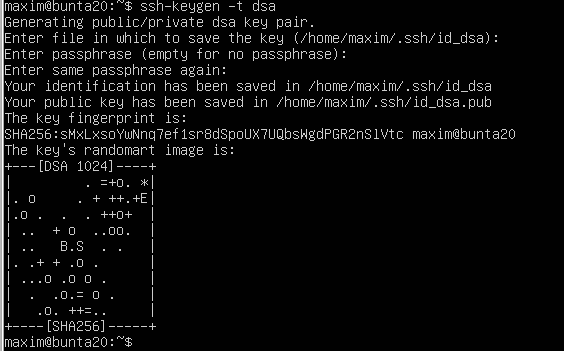 maxim@bunta20:~$ ssh-keygen -t dsa
Generating public/private dsa key pair.
Enter file in which to save the key (/home/maxim/.ssh/id_dsa):
Enter passphrase (empty for no passphrase):
Enter same passphrase again:
Your identification has been saved in /home/maxim/.ssh/id_dsa
Your public key has been saved in /home/maxim/.ssh/id_dsa.pub
The key fingerprint is:
SHA256:sMxLxsoYwNnq7ef1sr8dSpoUX7UQbsWgdPGR2nSlVtc maxim@bunta20
The key's randomart image is:
+---[DSA 1024]----+
|        . =+o. *|
|. o     . + ++.+E|
|.o .  .  . ++o+  |
| ..  + o  ..oo.  |
| ..   B.S  . .   |
|. .+ + .o .      |
| ...o .o o .     |
|  .  .o.= o .    |
|   .o. ++=..     |
+----[SHA256]-----+
maxim@bunta20:~$